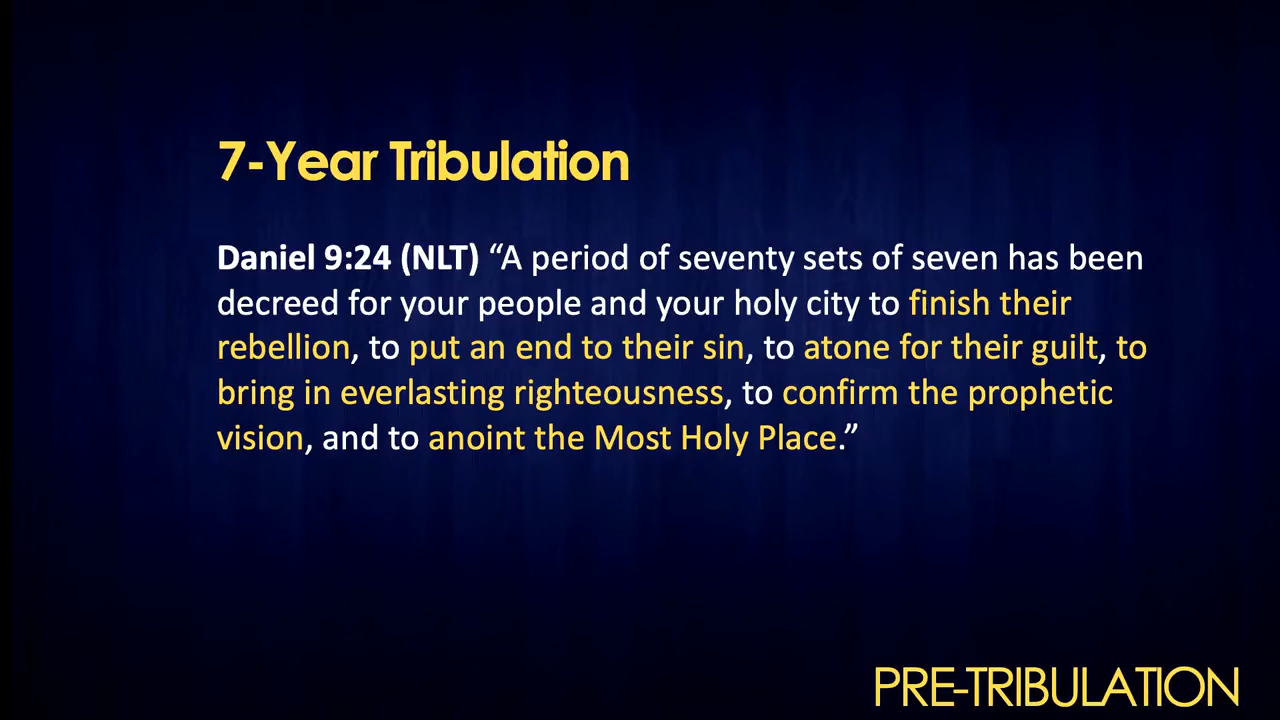 7-Year Tribulation
Daniel 9:24 (NLT) “A period of seventy sets of seven has been
decreed for your people and your holy city to finish their
rebellion, to put an end to their sin, to atone for their guilt, to
bring in everlasting righteousness, to confirm the prophetic
vision, and to anoint the Most Holy Place.”
PRE-TRIBULATION